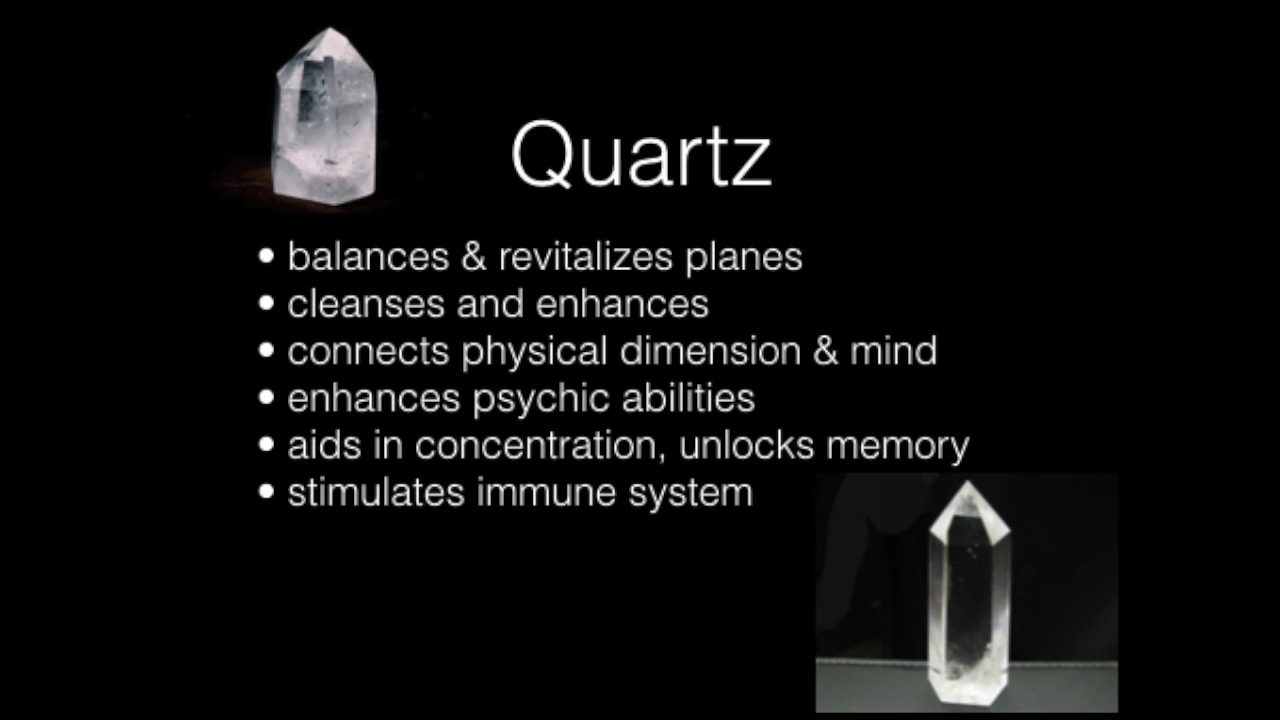 Quartz
• balances & revitalizes planes
• cleanses and enhances
• connects physical dimension & mind
• enhances psychic abilities
• aids in concentration, unlocks memory
• stimulates immune system